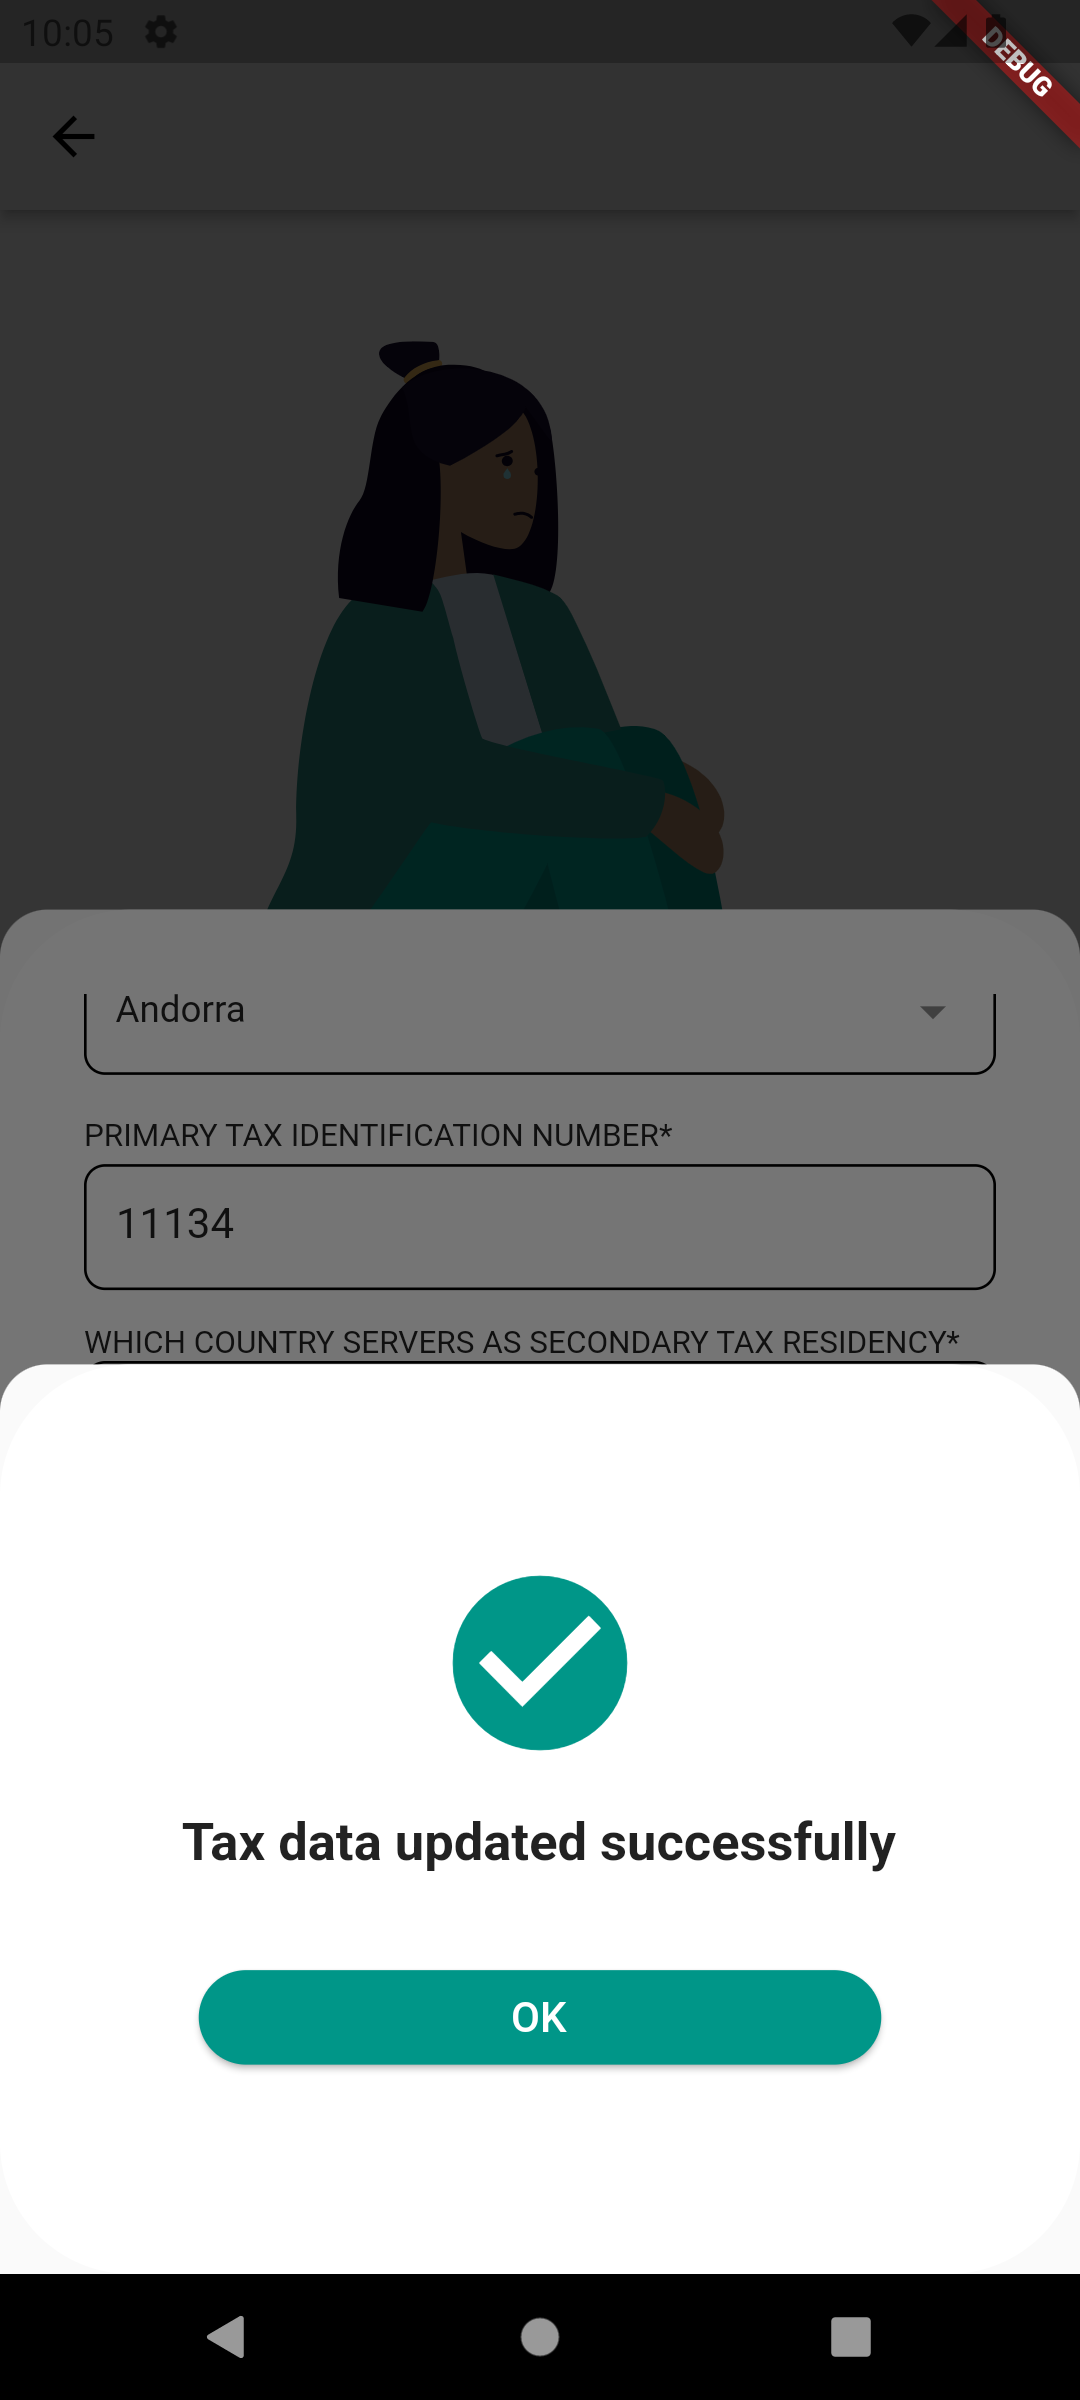 10:05
DEBUG
Andorra
PRIMARY TAX IDENTIFICATION NUMBER*
11134
WHICH COUNTRY SERVERS AS SECONDARY TAX RESIDENCY*
Tax data updated successfully
OK